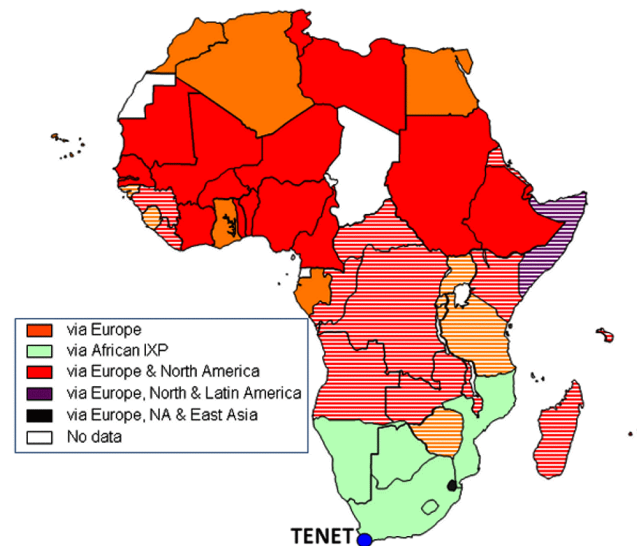 via Europe
via African IXP
via Europe & North America
via Europe, North & Latin America
via Europe, NA & East Asia
No data
TENET